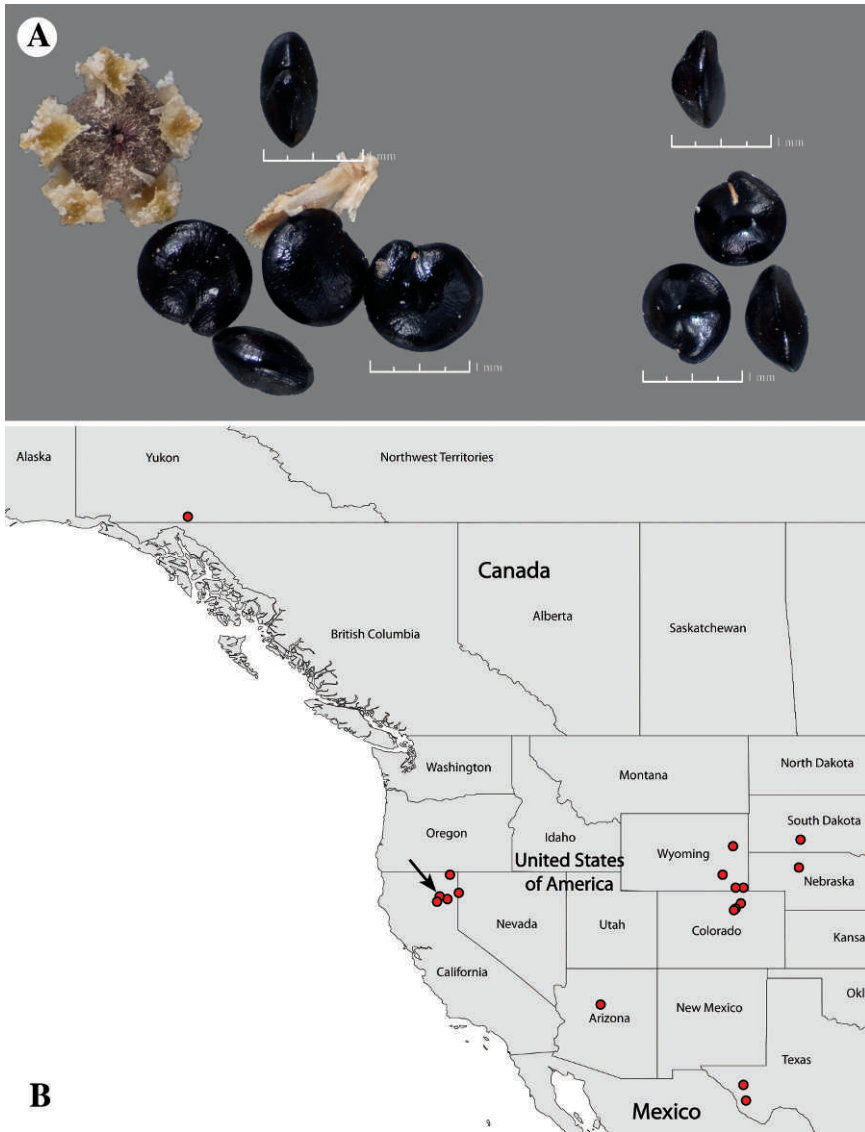 A
1 mm
1 mm
1 mm
1 mm
Alaska
Yukon
Northwest Territories
Canada
British Columbia
Alberta
Saskatchewan
Washington
Montana
North Dakota
Oregon
Idaho
South Dakota
Wyoming
United States
of America
Nebraska
Nevada
Utah
Colorado
Kansa
California
Arizona
New Mexico
Okl
Texas
Mexico
B